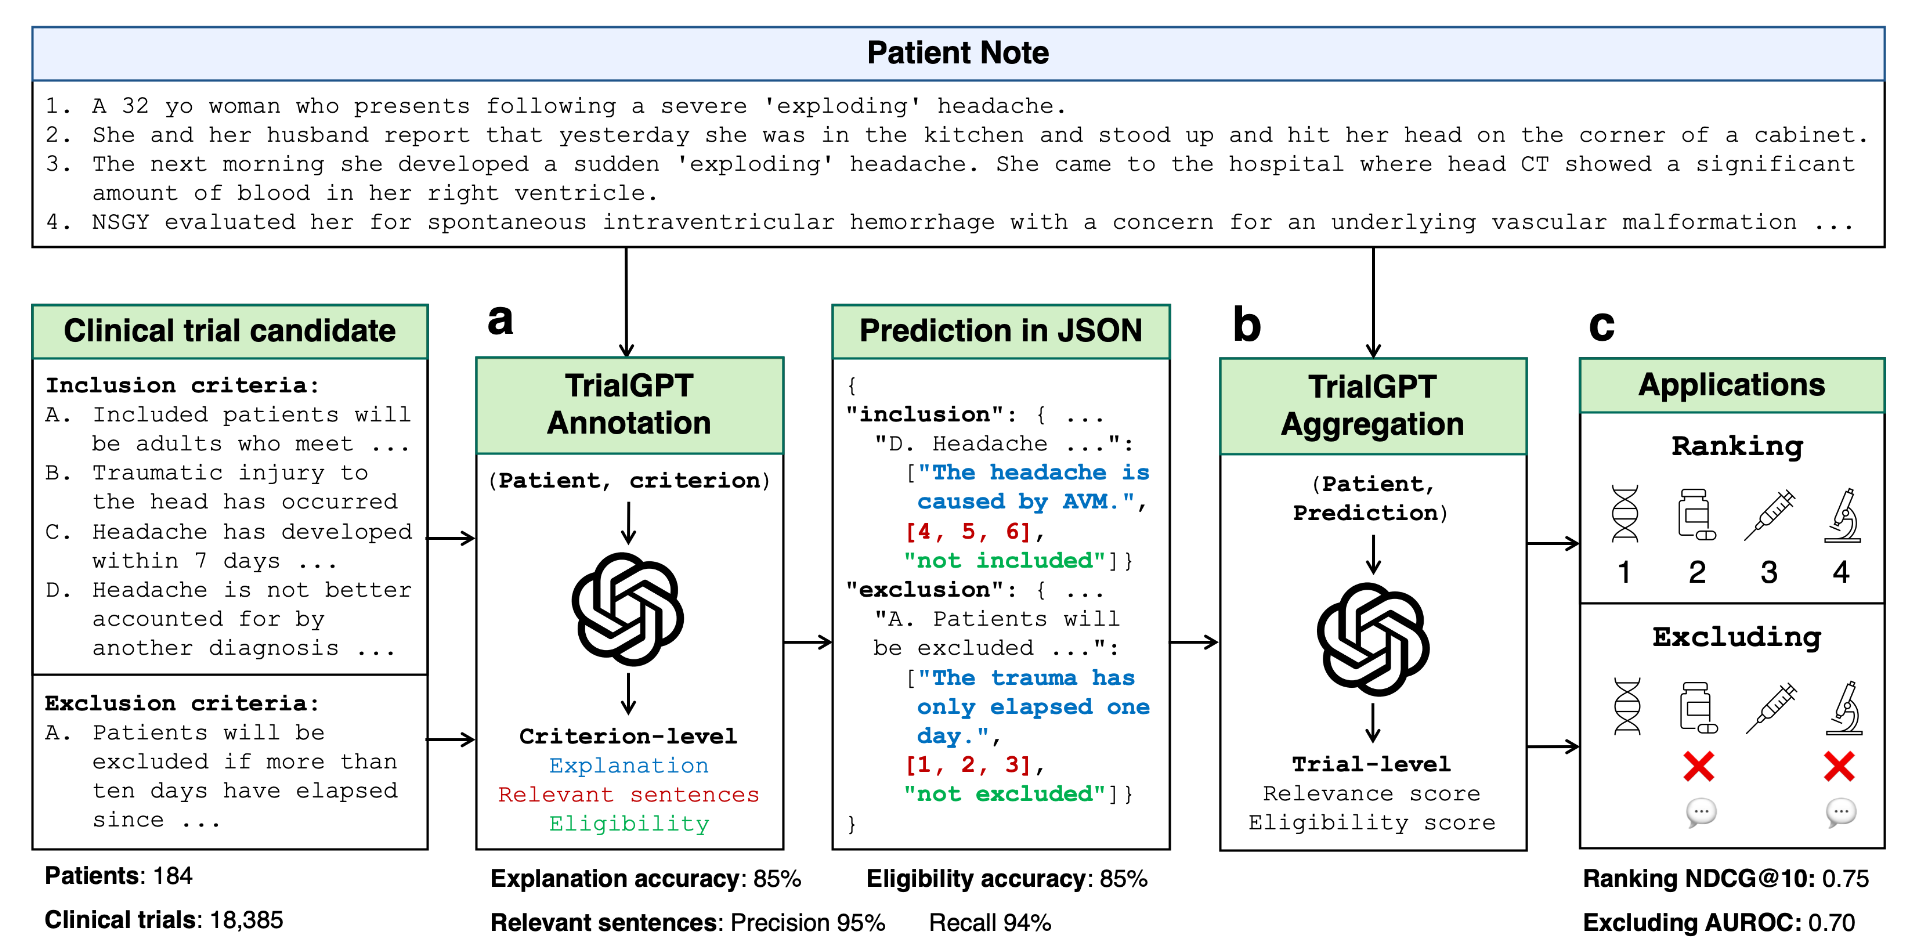 Patient Note
1. A 32 yo woman who presents following a severe 'exploding' headache.
2. She and her husband report that yesterday she was in the kitchen and stood up and hit her head on the corner of a cabinet.
3. The next morning she developed a sudden 'exploding' headache. She came to the hospital where head CT showed a significant
amount of blood in her right ventricle.
4. NSGY evaluated her for spontaneous intraventricular hemorrhage with a concern for an underlying vascular malformation ...
Clinical trial candidate
Inclusion criteria:
A. Included patients will
be adults who meet ...
B. Traumatic injury to
the head has occurred
C. Headache has developed
within 7 days ...
D. Headache is not better
accounted for by
another diagnosis ...
Exclusion criteria:
A. Patients will be
excluded if more than
ten days have elapsed
since ...
Patients: 184
Clinical trials: 18,385
a
TrialGPT
Annotation
(Patient, criterion)
Criterion-level
Explanation
Relevant sentences
Eligibility
Prediction in JSON
{
"inclusion": { ...
"D. Headache ...":
["The headache is
caused by AVM.",
[4, 5, 6],
"not included"]}
"exclusion": { ...
"A. Patients will
be excluded ...":
["The trauma has
only elapsed one
day.",
[1, 2, 3],
"not excluded"]}
}
Explanation accuracy: 85% Eligibility accuracy: 85%
Relevant sentences: Precision 95% Recall 94%
b
TrialGPT
Aggregation
(Patient,
Prediction)
Trial-level
Relevance score
Eligibility score
c
Applications
Ranking
1 2 3 4
Excluding
Ranking NDCG@10: 0.75
Excluding AUROC: 0.70